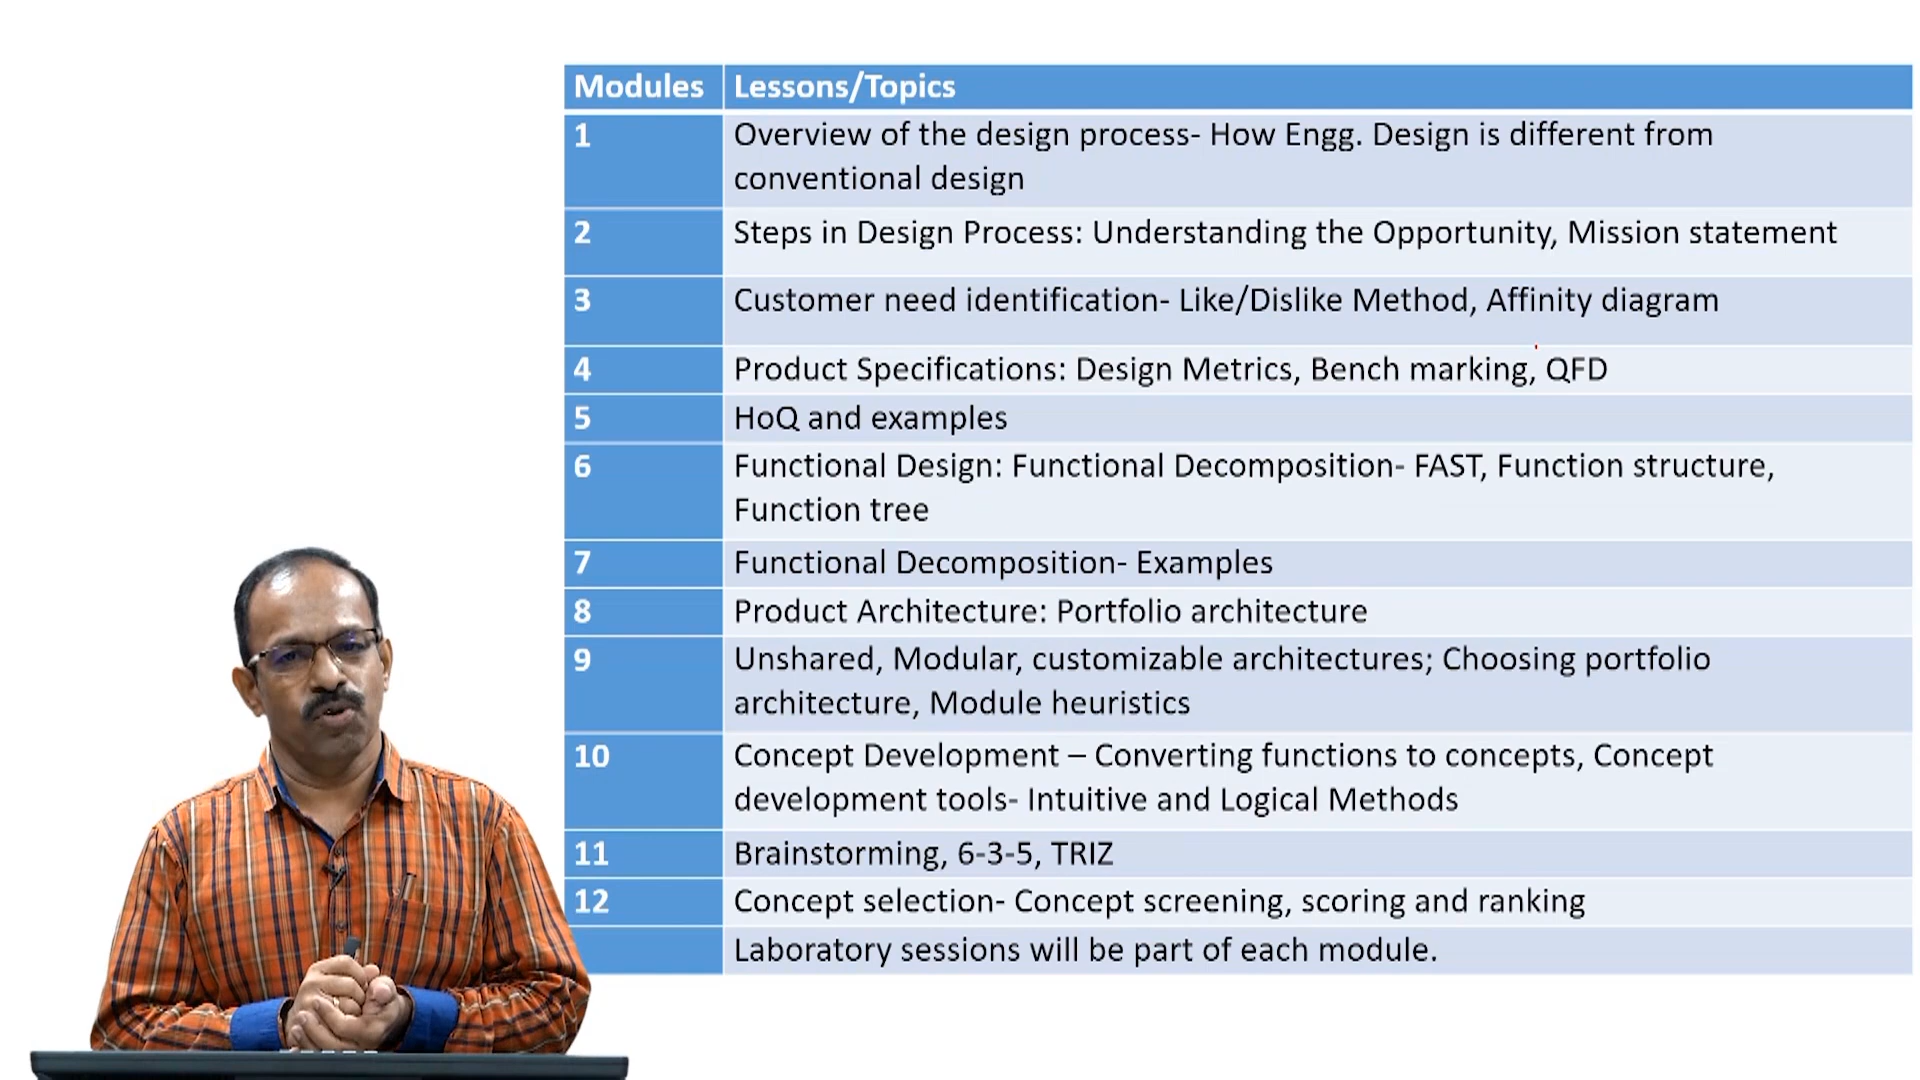 Modules Lessons/Topics
1 Overview of the design process- How Engg. Design is different from
conventional design
2 Steps in Design Process: Understanding the Opportunity, Mission statement
3 Customer need identification- Like/Dislike Method, Affinity diagram
4 Product Specifications: Design Metrics, Bench marking, QFD
5 HoQ and examples
6 Functional Design: Functional Decomposition- FAST, Function structure,
Function tree
7 Functional Decomposition- Examples
8 Product Architecture: Portfolio architecture
9 Unshared, Modular, customizable architectures; Choosing portfolio
architecture, Module heuristics
10 Concept Development – Converting functions to concepts, Concept
development tools- Intuitive and Logical Methods
11 Brainstorming, 6-3-5, TRIZ
12 Concept selection- Concept screening, scoring and ranking
Laboratory sessions will be part of each module.